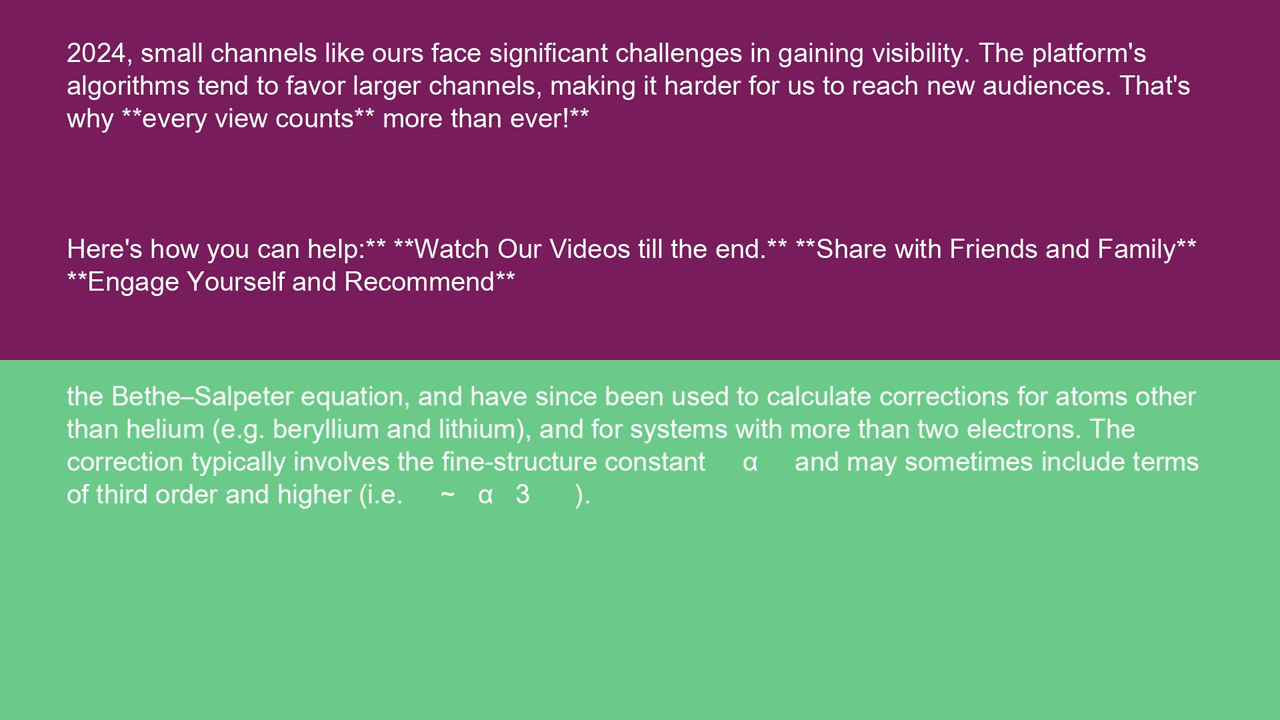 2024, small channels like ours face significant challenges in gaining visibility. The platform's
algorithms tend to favor larger channels, making it harder for us to reach new audiences. That's
why **every view counts** more than ever!**
Here's how you can help:** **Watch Our Videos till the end.** **Share with Friends and Family**
**Engage Yourself and Recommend**
the Bethe–Salpeter equation, and have since been used to calculate corrections for atoms other
than helium (e.g. beryllium and lithium), and for systems with more than two electrons. The
correction typically involves the fine-structure constant α and may sometimes include terms
of third order and higher (i.e. ~ α 3 ).